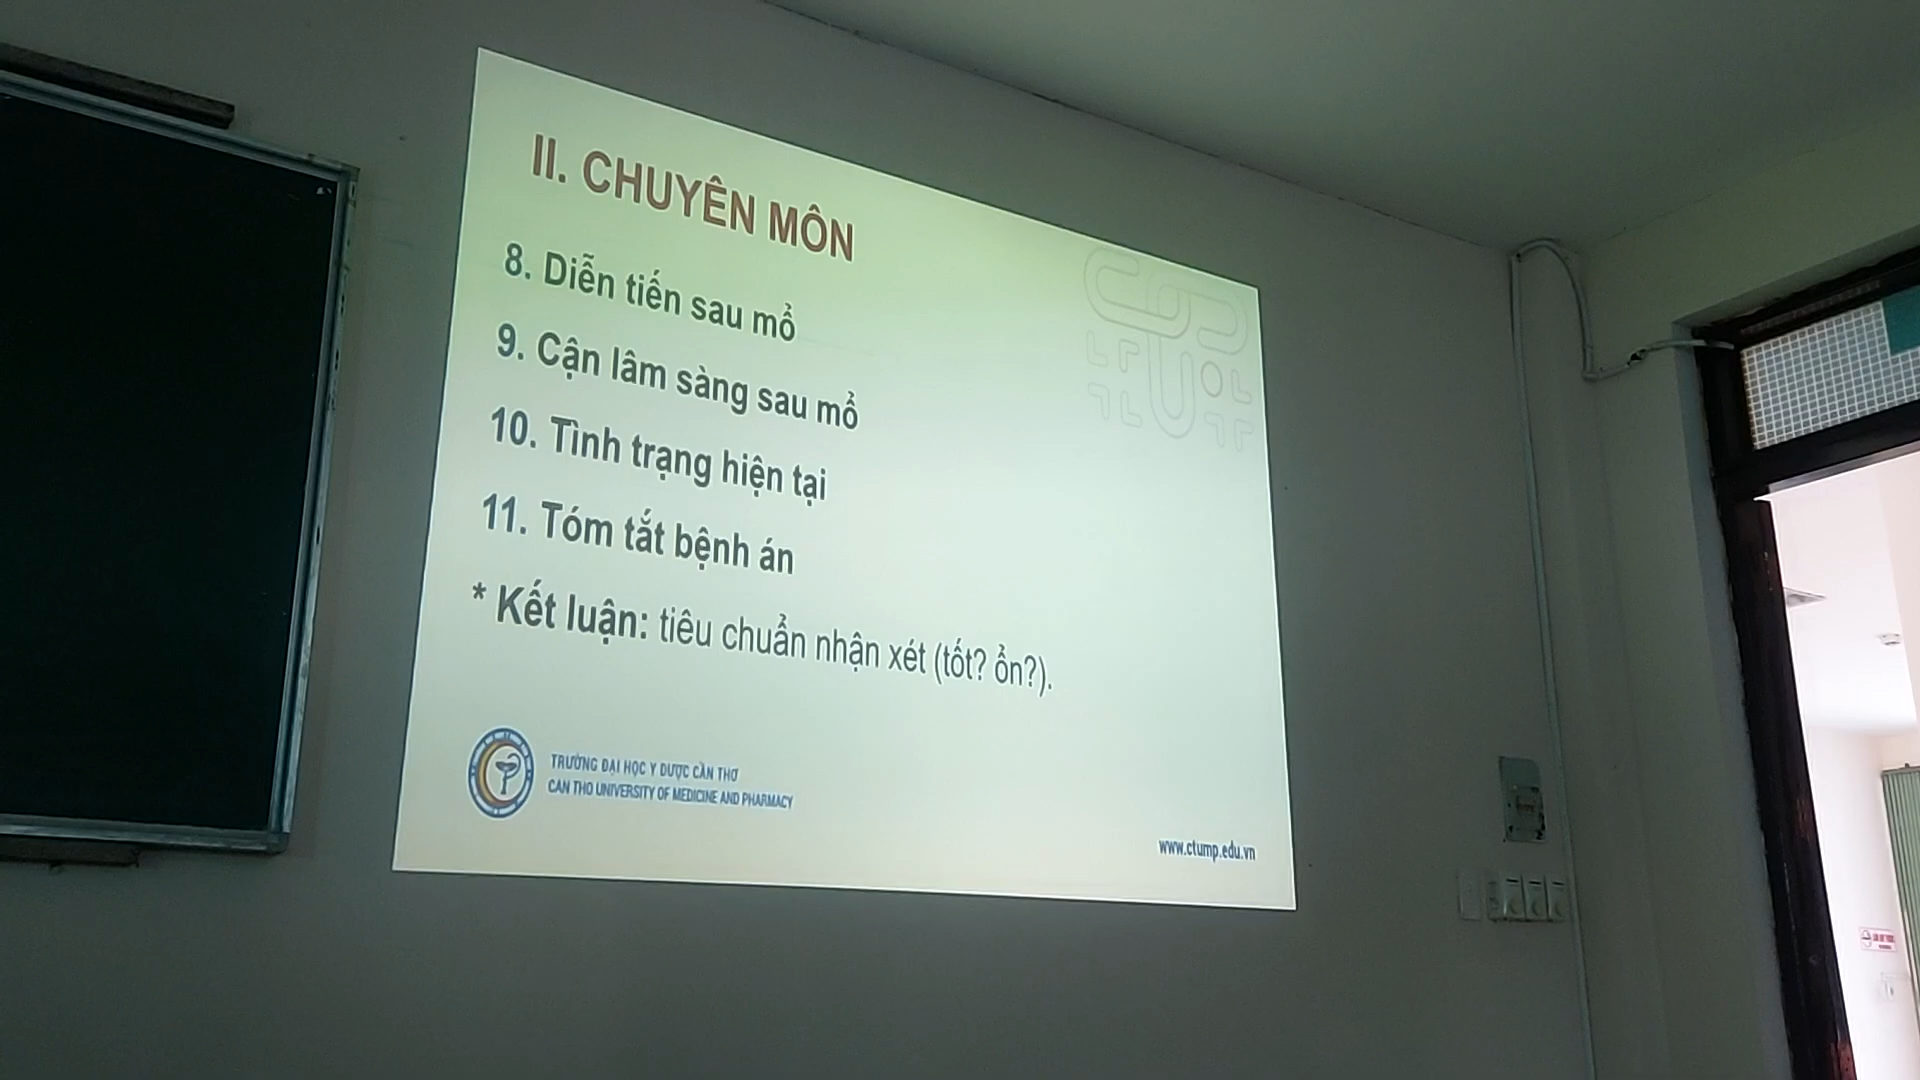 II. CHUYÊN MÔN
8. Diễn tiến sau mổ
9. Cận lâm sàng sau mổ
10. Tình trạng hiện tại
11. Tóm tắt bệnh án
* Kết luận: tiêu chuẩn nhận xét (tốt? ổn?).
TRƯỜNG ĐẠI HỌC Y DƯỢC CẦN THƠ
CAN THO UNIVERSITY OF MEDICINE AND PHARMACY
www.ctump.edu.vn